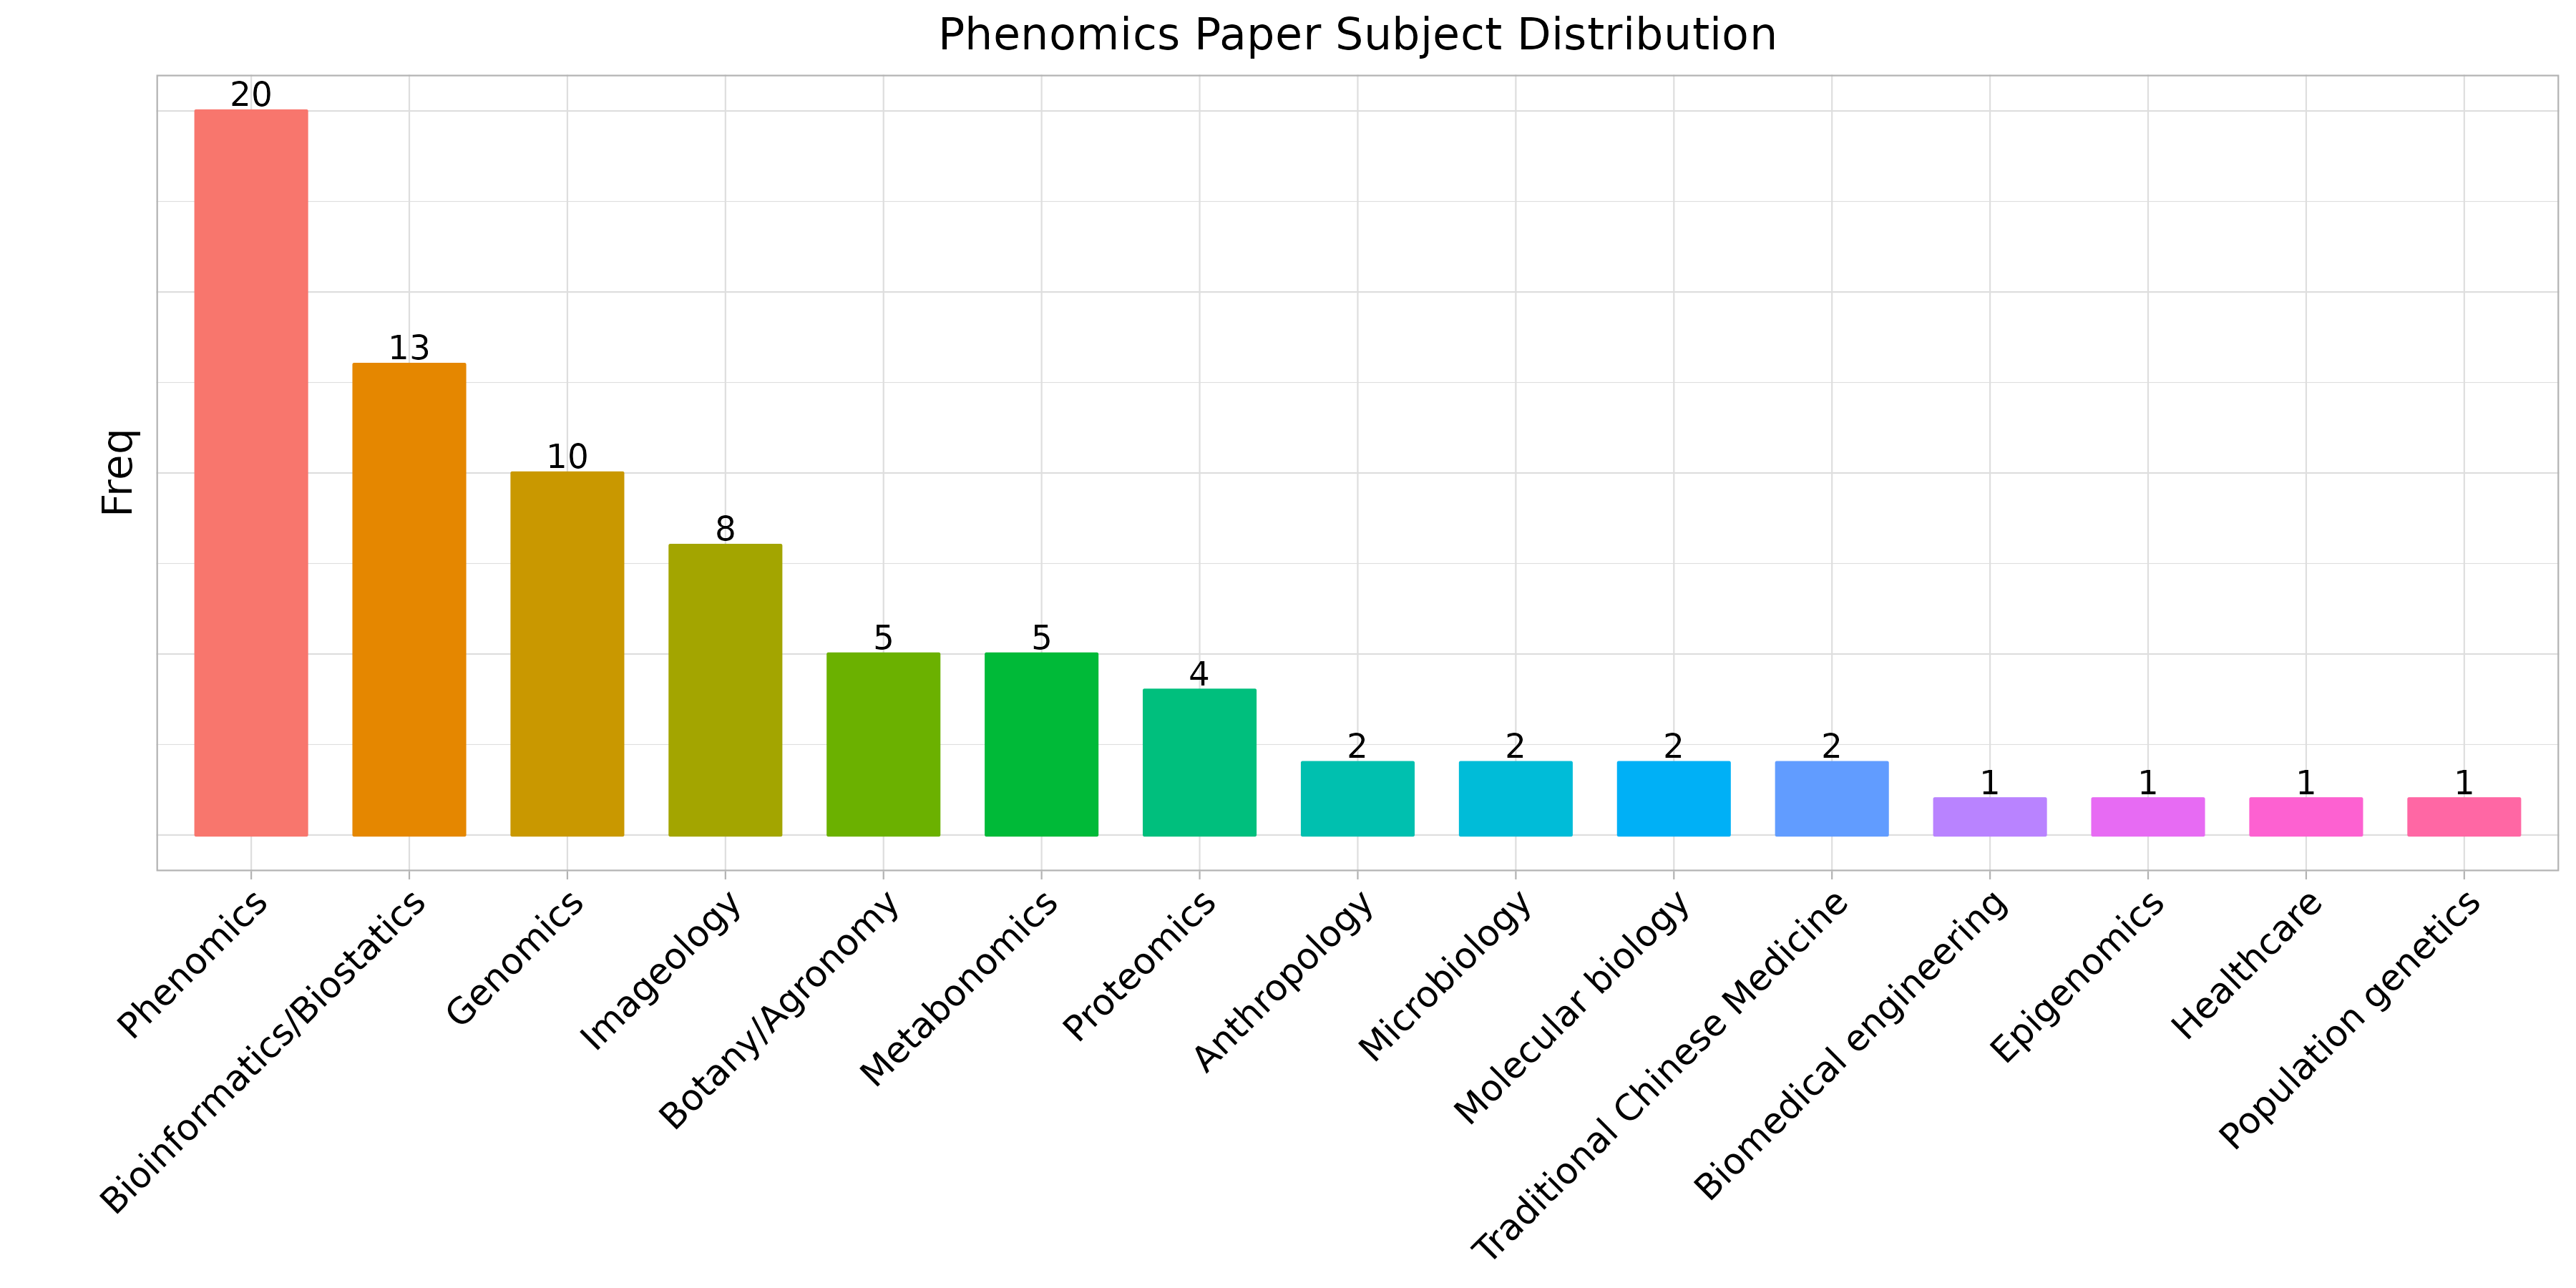 Phenomics Paper Subject Distribution
Freq
20
13
10
8
5
5
4
2
2
2
2
1
1
1
1
Phenomics
Bioinformatics/Biostatics
Genomics
Imageology
Botany//Agronomy
Metabonomics
Proteomics
Anthropology
Microbiology
Molecular biology
Traditional Chinese Medicine
Biomedical engineering
Epigenomics
Healthcare
Population genetics